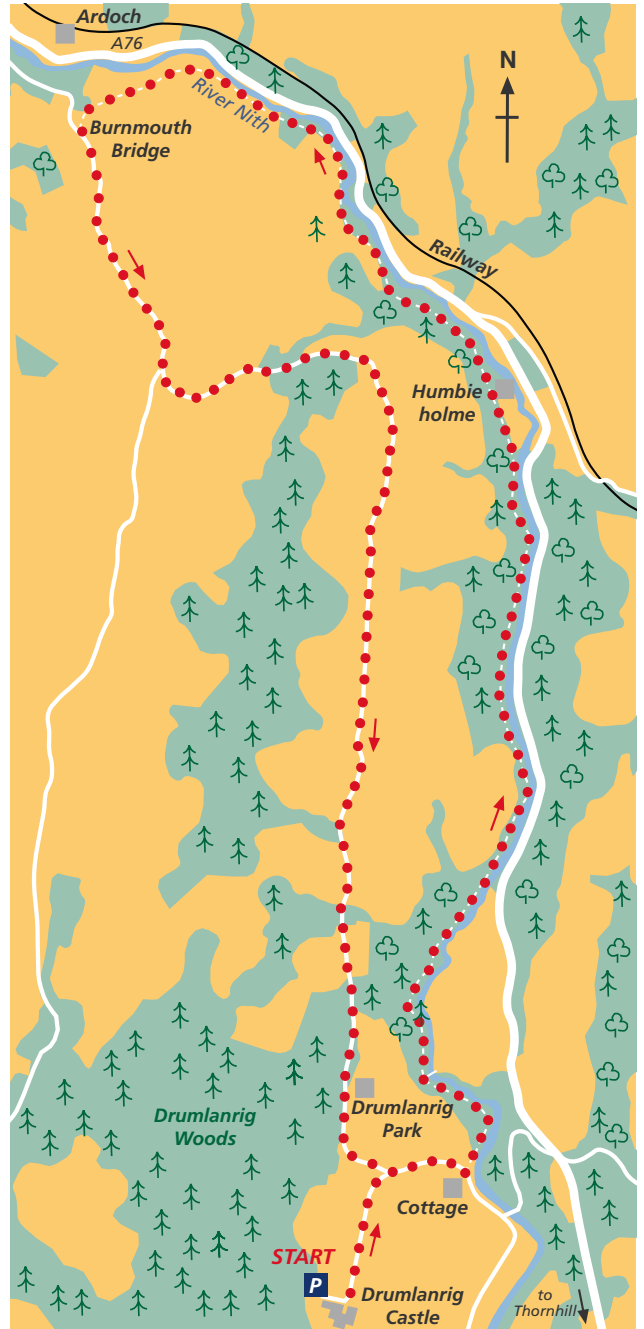 Ardoch
A76
N
River Nith
Burnmouth
Bridge
Railway
Humbie
holme
Drumlanrig
Woods
Drumlanrig
Park
Cottage
START
P
Drumlanrig
Castle
to
Thornhill